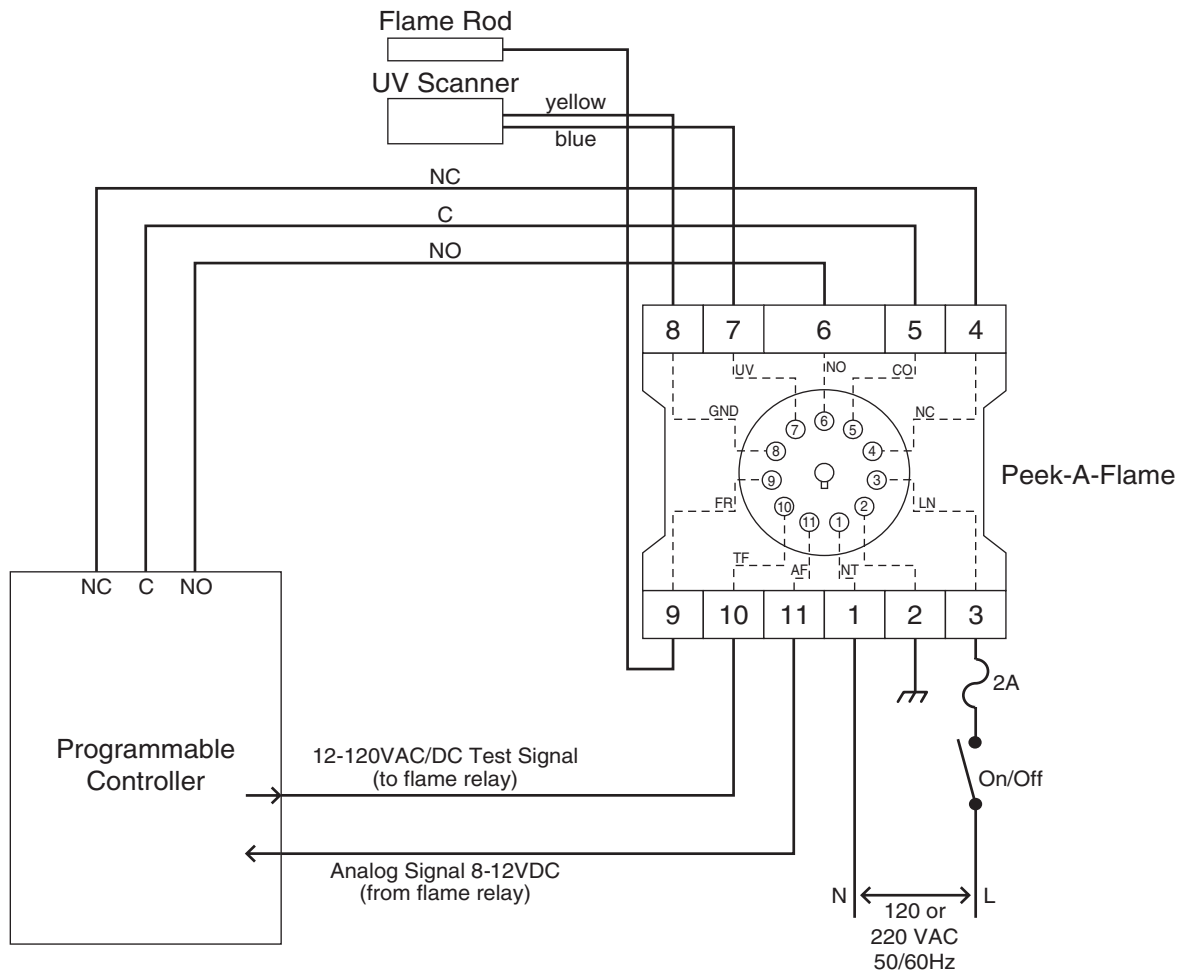 Flame Rod
UV Scanner
yellow
blue
NC
C
NO
8 7 6 5 4
UV NO CO
GND NC
7 6 5
8 4
9 3
10 2
11 1
FR LN
TF AF NT
Peek-A-Flame
9 10 11 1 2 3
NC C NO
2A
Programmable
Controller
12-120VAC/DC Test Signal
(to flame relay)
On/Off
Analog Signal 8-12VDC
(from flame relay)
N L
120 or
220 VAC
50/60Hz